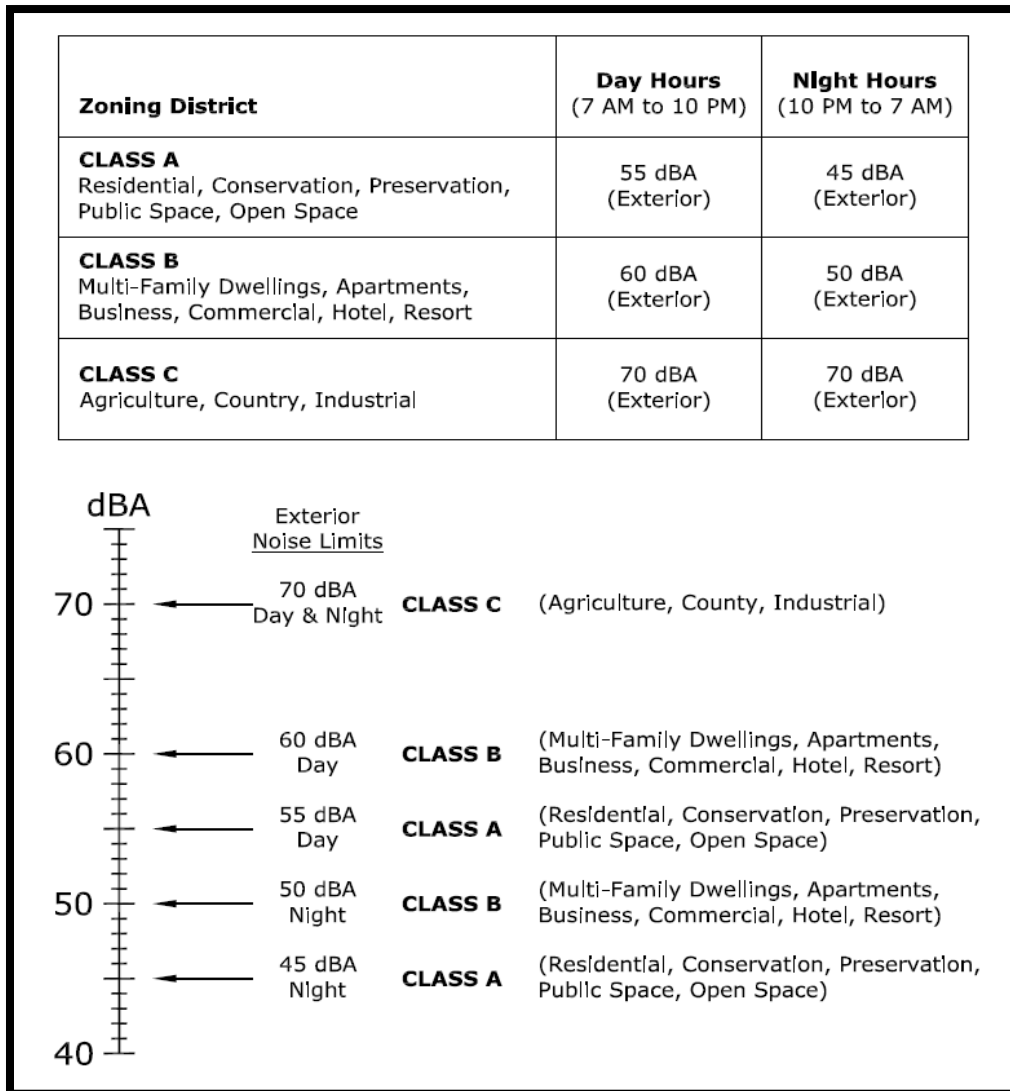 Zoning District
Day Hours
(7 AM to 10 PM)
Night Hours
(10 PM to 7 AM)
CLASS A
Residential, Conservation, Preservation,
Public Space, Open Space
55 dBA
(Exterior)
45 dBA
(Exterior)
CLASS B
Multi-Family Dwellings, Apartments,
Business, Commercial, Hotel, Resort
60 dBA
(Exterior)
50 dBA
(Exterior)
CLASS C
Agriculture, Country, Industrial
70 dBA
(Exterior)
70 dBA
(Exterior)
dBA
Exterior
Noise Limits
70
70 dBA
Day & Night
CLASS C
(Agriculture, County, Industrial)
60
60 dBA
Day
CLASS B
(Multi-Family Dwellings, Apartments,
Business, Commercial, Hotel, Resort)
55 dBA
Day
CLASS A
(Residential, Conservation, Preservation,
Public Space, Open Space)
50
50 dBA
Night
CLASS B
(Multi-Family Dwellings, Apartments,
Business, Commercial, Hotel, Resort)
45 dBA
Night
CLASS A
(Residential, Conservation, Preservation,
Public Space, Open Space)
40